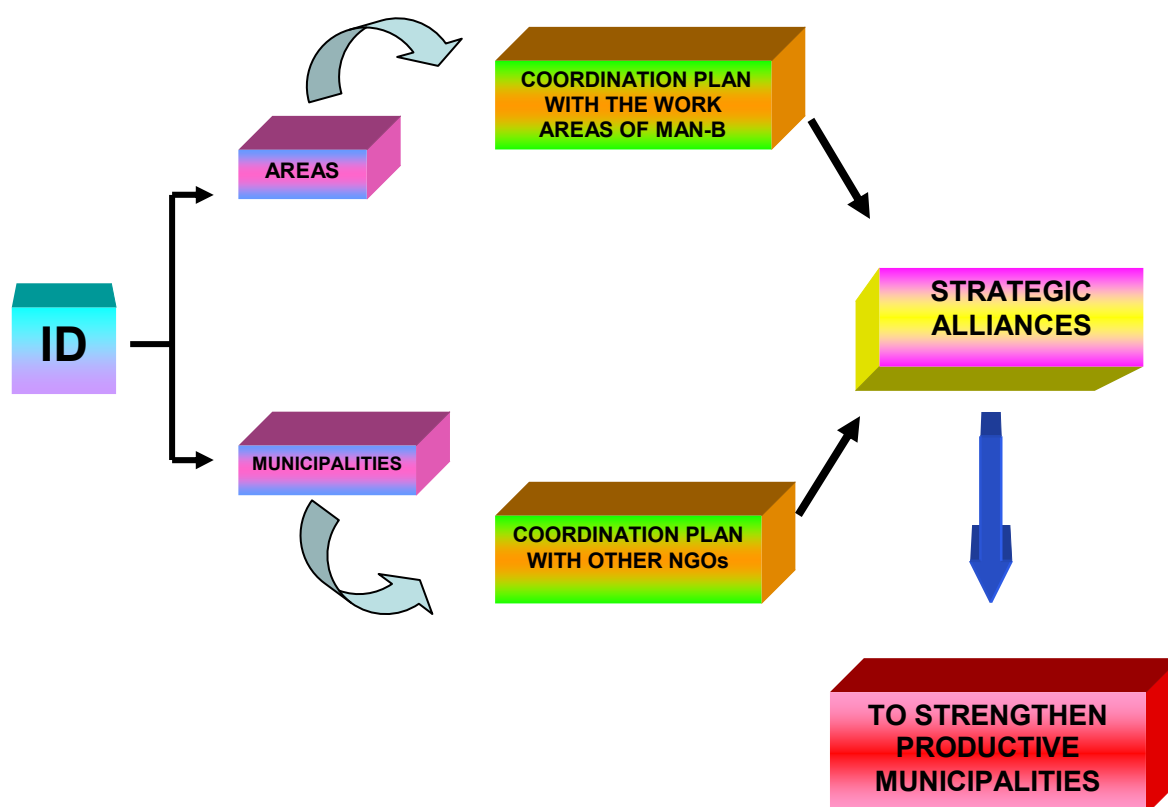 COORDINATION PLAN
WITH THE WORK
AREAS OF MAN-B
AREAS
STRATEGIC
ALLIANCES
ID
MUNICIPALITIES
COORDINATION PLAN
WITH OTHER NGOs
TO STRENGTHEN
PRODUCTIVE
MUNICIPALITIES